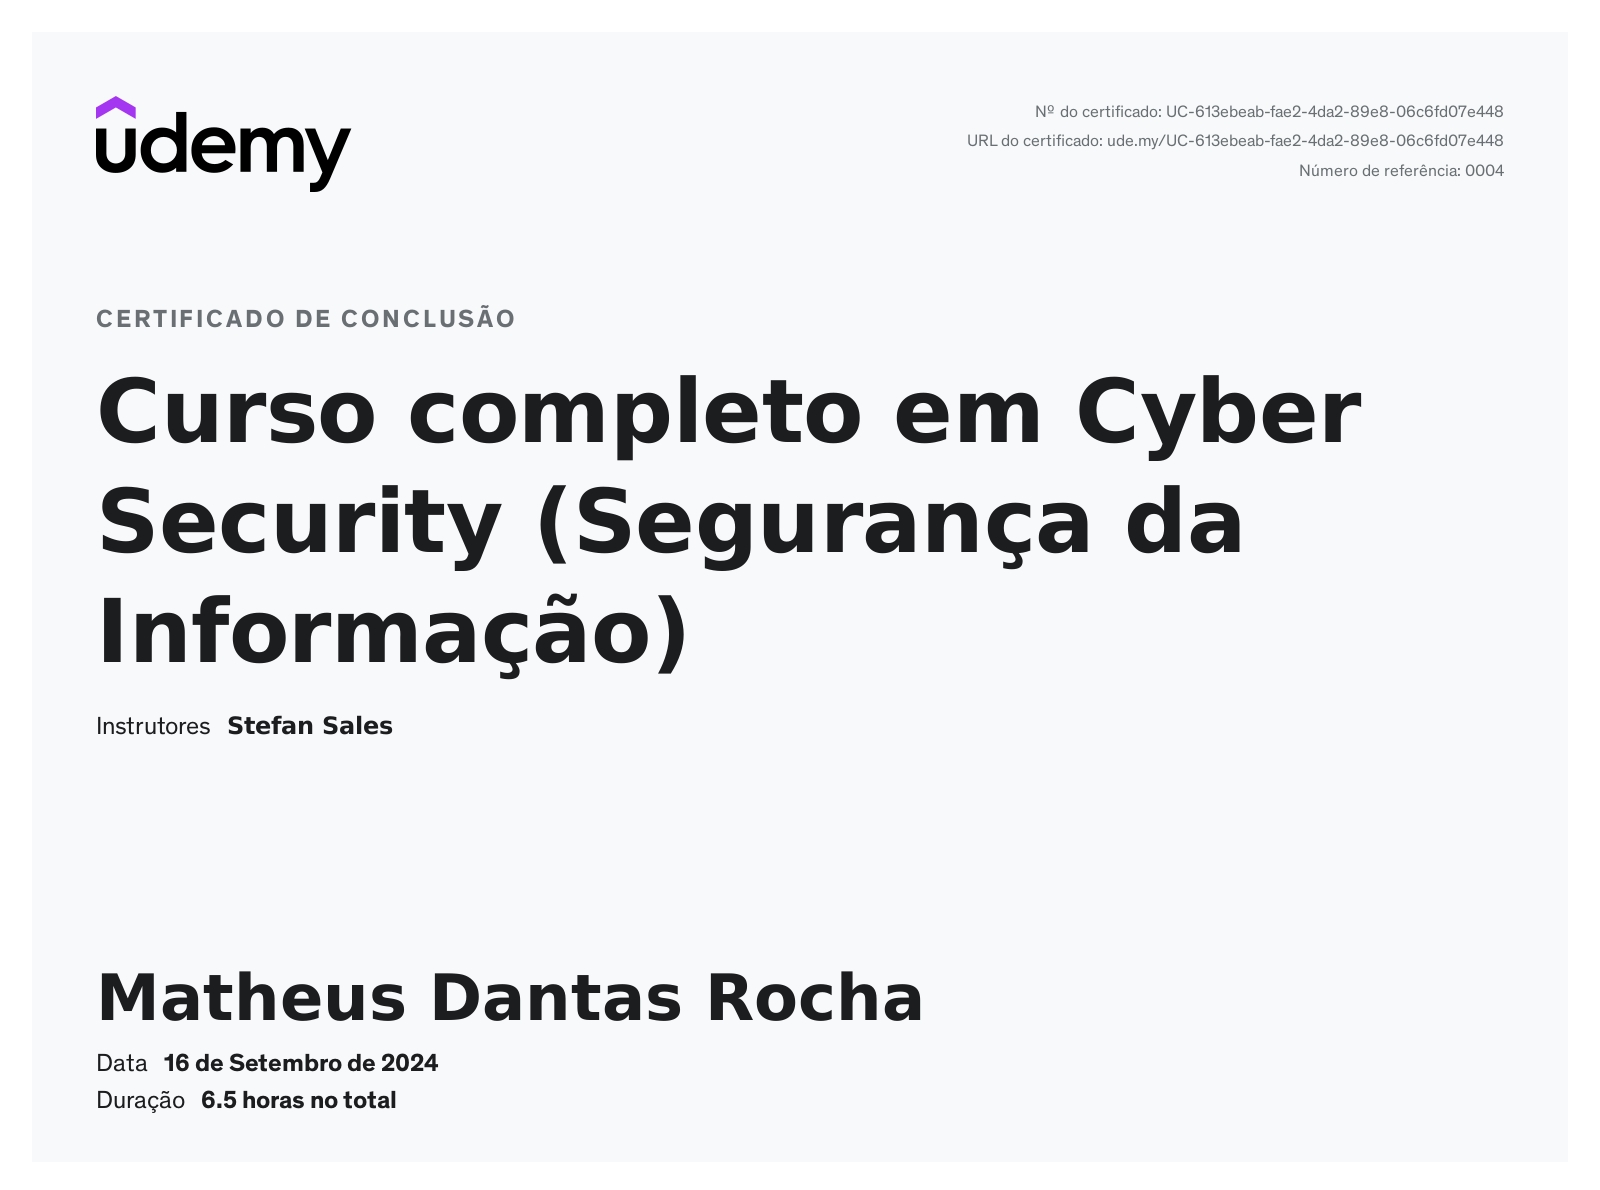 udemy
Nº do certificado: UC-613ebeab-fae2-4da2-89e8-06c6fd07e448
URL do certificado: ude.my/UC-613ebeab-fae2-4da2-89e8-06c6fd07e448
Número de referência: 0004
CERTIFICADO DE CONCLUSÃO
Curso completo em Cyber
Security (Segurança da
Informação)
Instrutores Stefan Sales
Matheus Dantas Rocha
Data 16 de Setembro de 2024
Duração 6.5 horas no total